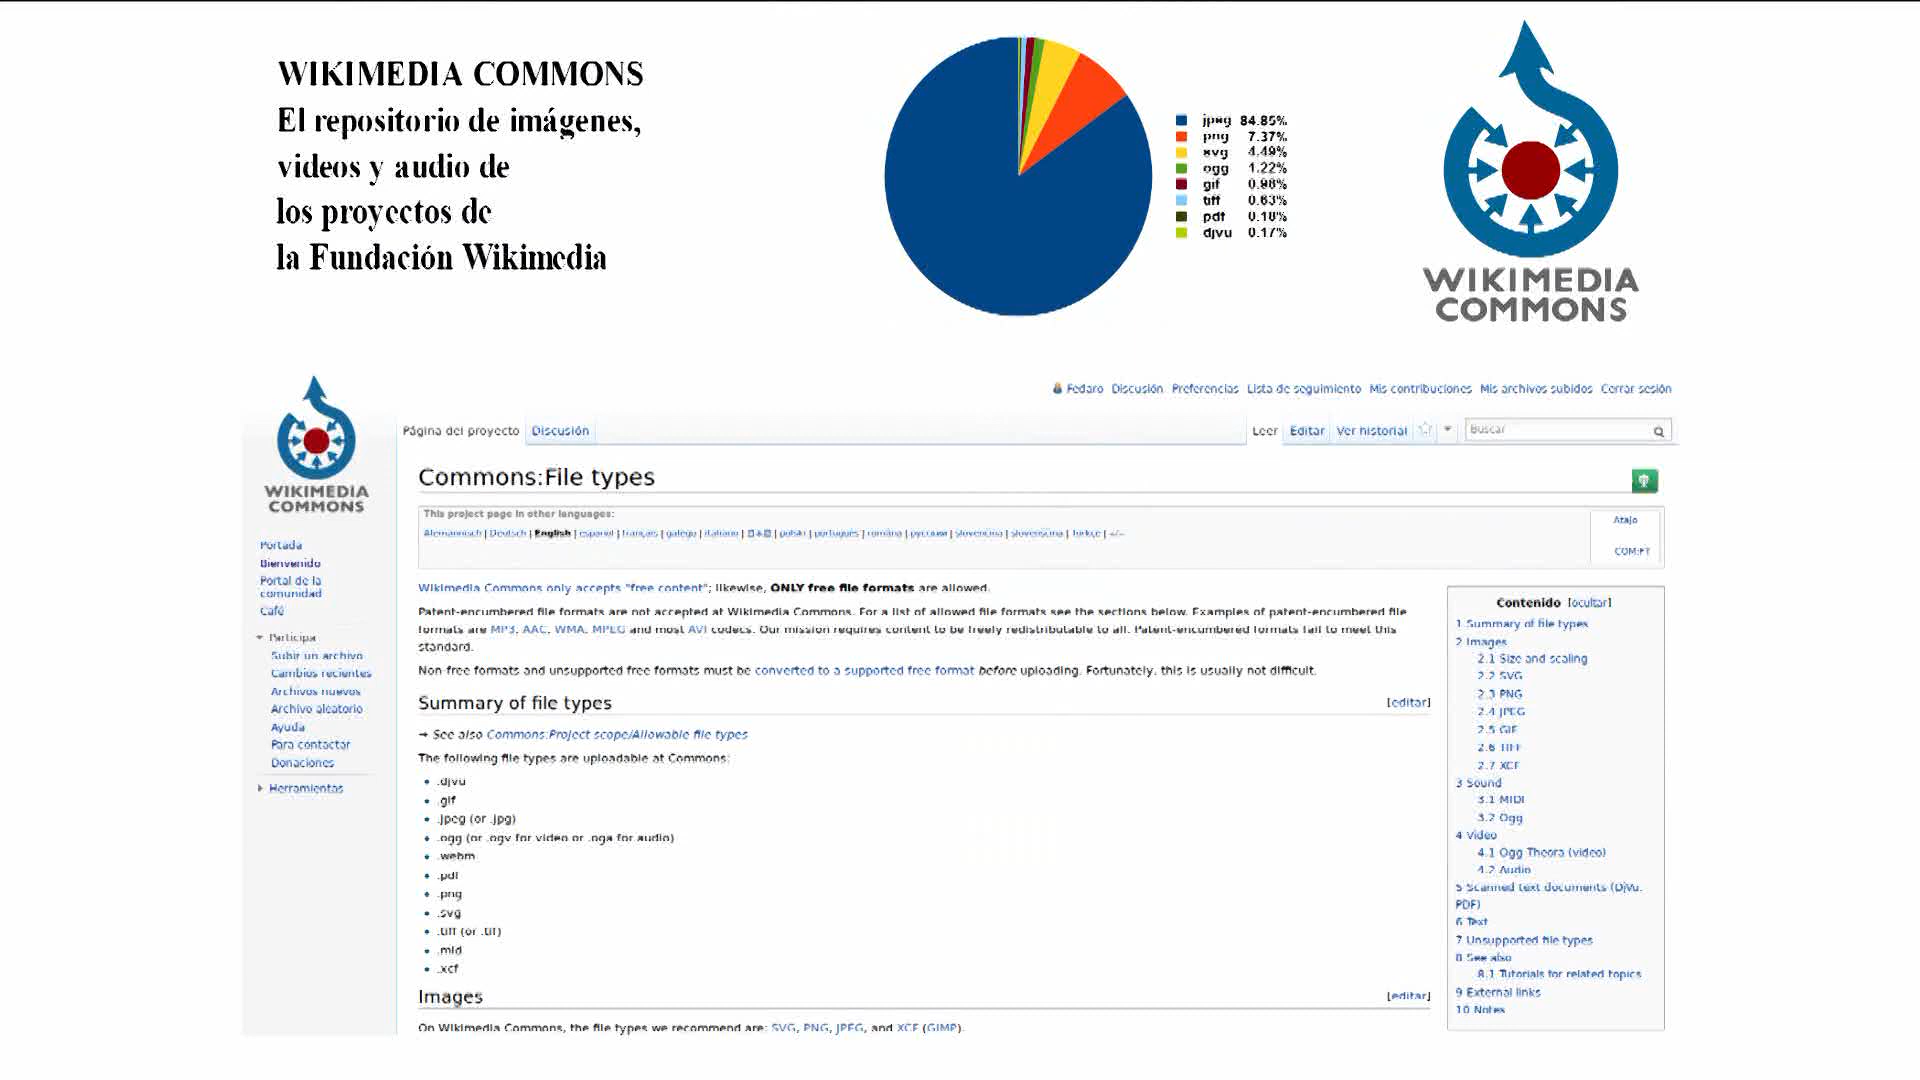 WIKIMEDIA COMMONS
El repositorio de imágenes,
videos y audio de
los proyectos de
la Fundación Wikimedia
jpeg 84.85%
png 7.37%
svg 4.49%
ogg 1.22%
gif 0.98%
tiff 0.63%
pdf 0.18%
djvu 0.17%
WIKIMEDIA
COMMONS
Fedaro Discusión Preferencias Lista de seguimiento Mis contribuciones Mis archivos subidos Cerrar sesión
Página del proyecto Discusión Leer Editar Ver historial Buscar
WIKIMEDIA
COMMONS
Portada
Bienvenido
Portal de la
comunidad
Café
Participa
Subir un archivo
Cambios recientes
Archivos nuevos
Archivo aleatorio
Ayuda
Para contactar
Donaciones
Herramientas
Commons:File types
This project page in other languages:
Alemannisch | Deutsch | English | español | français | galego | italiano | | polski | português | română | русский | slovenčina | slovenščina | Türkçe | +/−
Atajo
COM:FT
Wikimedia Commons only accepts "free content"; likewise, ONLY free file formats are allowed.
Patent-encumbered file formats are not accepted at Wikimedia Commons. For a list of allowed file formats see the sections below. Examples of patent-encumbered file
formats are MP3, AAC, WMA, MPEG and most AVI codecs. Our mission requires content to be freely redistributable to all. Patent-encumbered formats fail to meet this
standard.
Non-free formats and unsupported free formats must be converted to a supported free format before uploading. Fortunately, this is usually not difficult.
Summary of file types [editar]
→ See also Commons:Project scope/Allowable file types
The following file types are uploadable at Commons:
• .djvu
• .gif
• .jpeg (or .jpg)
• .ogg (or .ogv for video or .oga for audio)
• .webm
• .pdf
• .png
• .svg
• .tiff (or .tif)
• .mid
• .xcf
Images [editar]
On Wikimedia Commons, the file types we recommend are: SVG, PNG, JPEG, and XCF (GIMP).
Contenido [ocultar]
1 Summary of file types
2 Images
2.1 Size and scaling
2.2 SVG
2.3 PNG
2.4 JPEG
2.5 GIF
2.6 TIFF
2.7 XCF
3 Sound
3.1 MIDI
3.2 Ogg
4 Video
4.1 Ogg Theora (video)
4.2 Audio
5 Scanned text documents (DjVu,
PDF)
6 Text
7 Unsupported file types
8 See also
8.1 Tutorials for related topics
9 External links
10 Notes